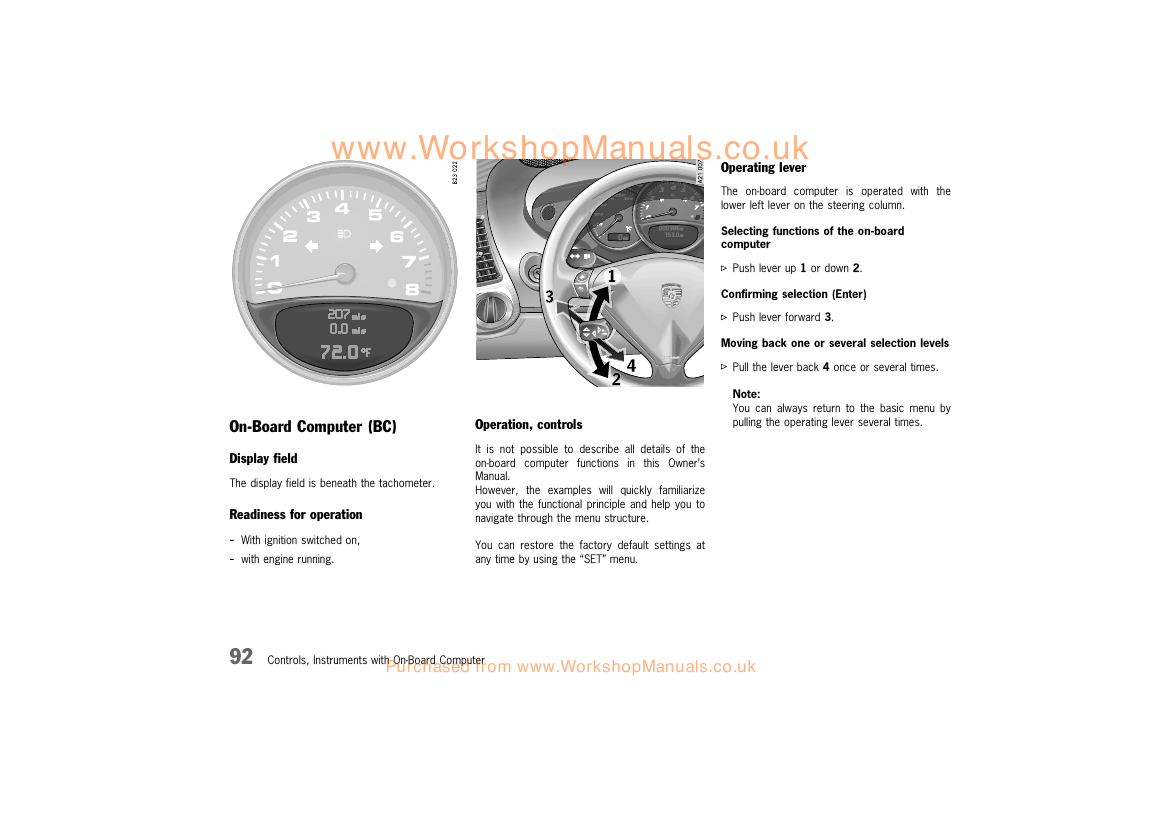 www.WorkshopManuals.co.uk
B23 022
0
1
2
3
4
5
6
7
8
207 mls
0.0 mls
72.0 °F
1
2
3
4
On-Board Computer (BC)
Display field
The display field is beneath the tachometer.
Readiness for operation
- With ignition switched on,
- with engine running.
Operation, controls
It is not possible to describe all details of the
on-board computer functions in this Owner's
Manual.
However, the examples will quickly familiarize
you with the functional principle and help you to
navigate through the menu structure.
You can restore the factory default settings at
any time by using the “SET” menu.
Operating lever
The on-board computer is operated with the
lower left lever on the steering column.
Selecting functions of the on-board
computer
Push lever up 1 or down 2.
Confirming selection (Enter)
Push lever forward 3.
Moving back one or several selection levels
Pull the lever back 4 once or several times.
Note:
You can always return to the basic menu by
pulling the operating lever several times.
92 Controls, Instruments with On-Board Computer
Purchased from www.WorkshopManuals.co.uk